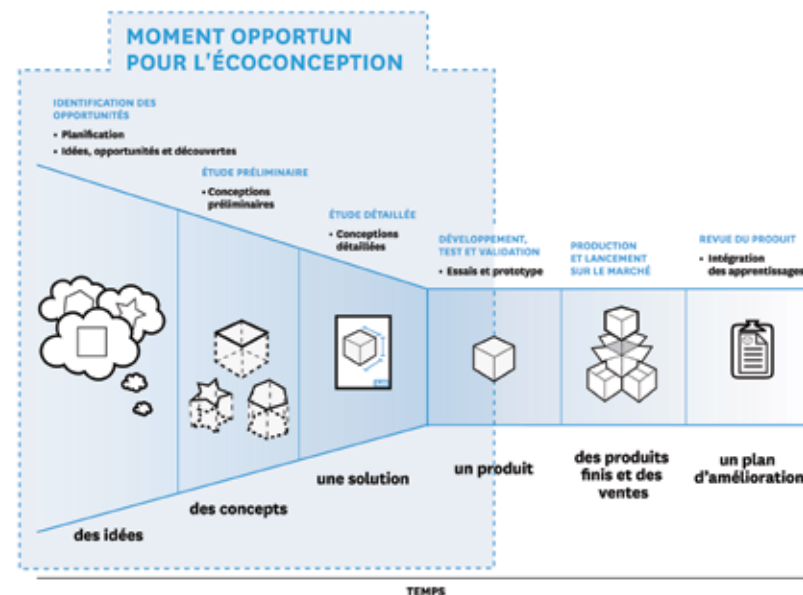 MOMENT OPPORTUN
POUR L'ÉCOCONCEPTION
IDENTIFICATION DES
OPPORTUNITÉS
• Planification
• Idées, opportunités et découvertes
ÉTUDE PRÉLIMINAIRE
• Conceptions
préliminaires
ÉTUDE DÉTAILLÉE
• Conceptions
détaillées
DÉVELOPPEMENT,
TEST ET VALIDATION
• Essais et prototype
PRODUCTION
ET LANCEMENT
SUR LE MARCHÉ
REVUE DU PRODUIT
• Intégration
des apprentissages
des idées
des concepts
une solution
un produit
des produits
finis et des
ventes
un plan
d'amélioration
TEMPS